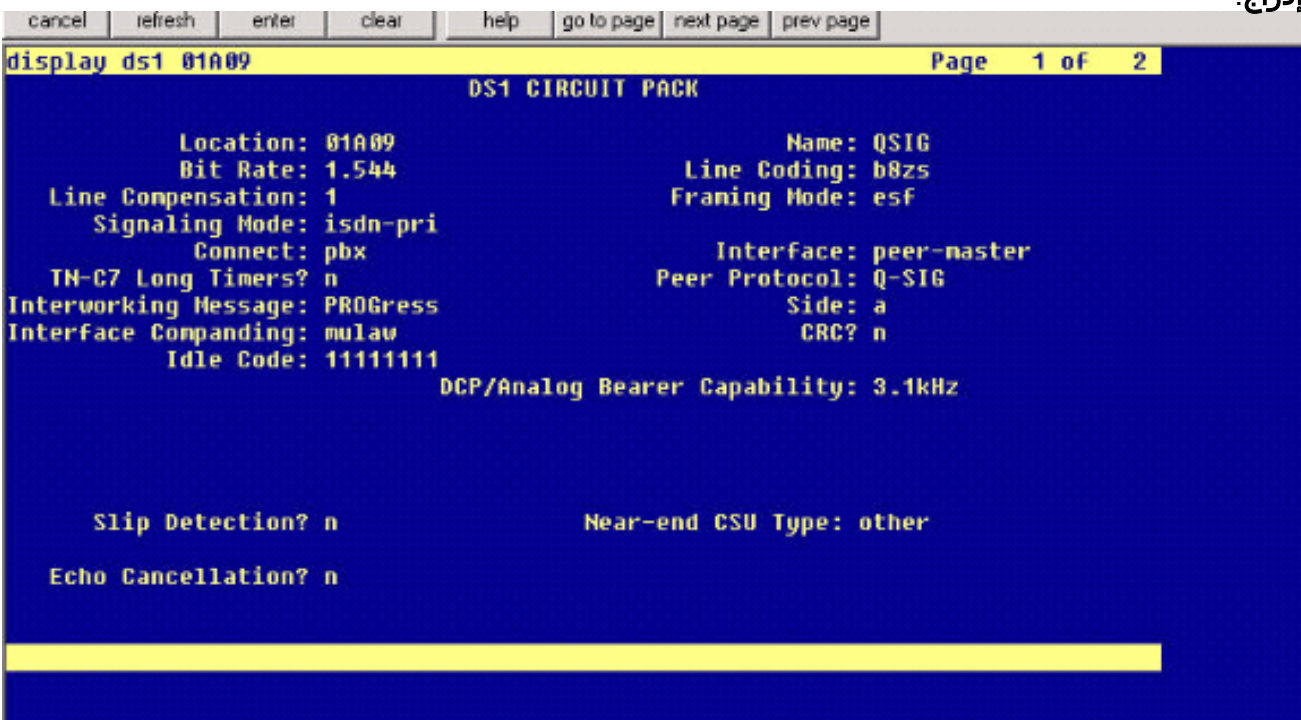 إدراج:
cancel refresh enter clear help go to page next page prev page
display ds1 01A09 Page 1 of 2
DS1 CIRCUIT PACK
Location: 01A09 Name: QSIG
Bit Rate: 1.544 Line Coding: b8zs
Line Compensation: 1 Framing Mode: esf
Signaling Mode: isdn-pri
Connect: pbx Interface: peer-master
TN-C7 Long Timers? n Peer Protocol: Q-SIG
Interworking Message: PROGress Side: a
Interface Companding: mulaw CRC? n
Idle Code: 11111111
DCP/Analog Bearer Capability: 3.1kHz
Slip Detection? n Near-end CSU Type: other
Echo Cancellation? n